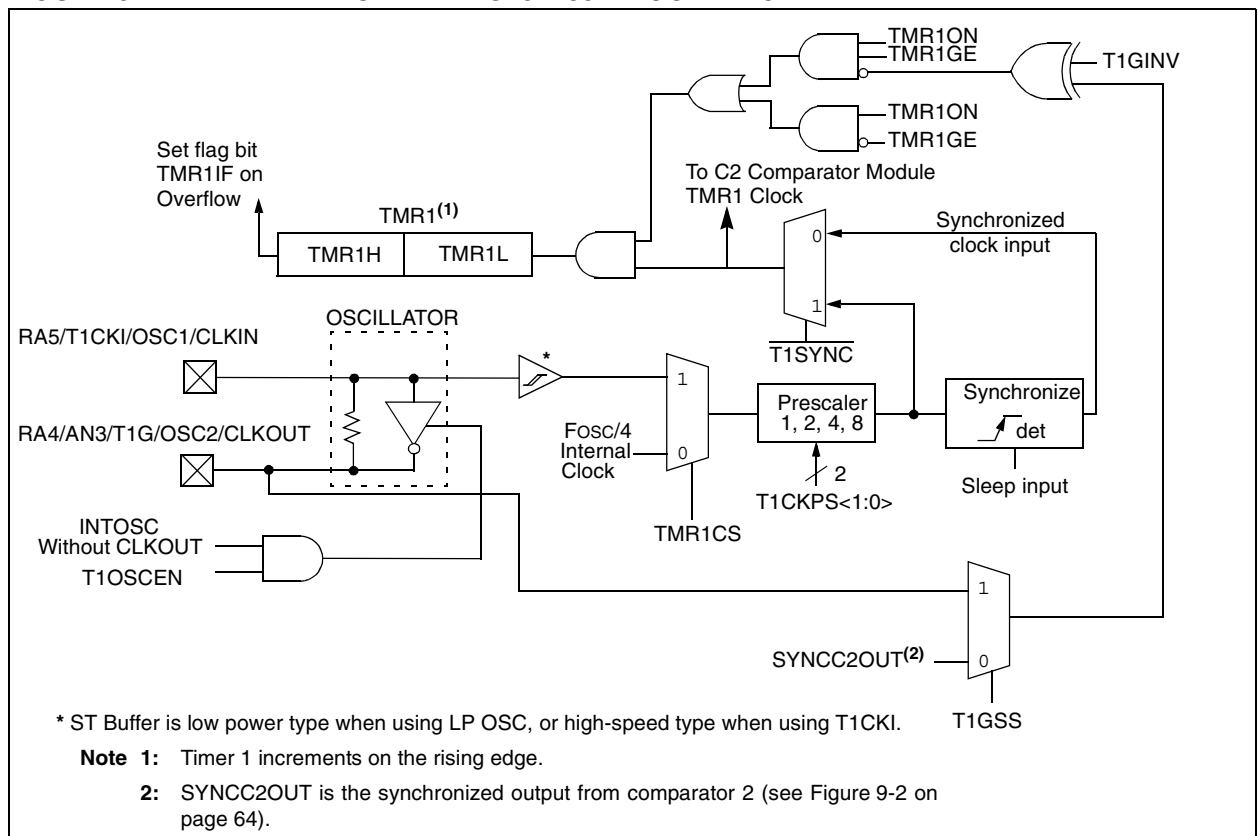 TMR1ON
TMR1GE
T1GINV
TMR1ON
TMR1GE
Set flag bit
TMR1IF on
Overflow
To C2 Comparator Module
TMR1 Clock
TMR1(1)
TMR1H
TMR1L
0
Synchronized
clock input
1
T1SYNC
RA5/T1CKI/OSC1/CLKIN
OSCILLATOR
*
1
FOSC/4
Internal
Clock
0
Prescaler
1, 2, 4, 8
Synchronize
det
RA4/AN3/T1G/OSC2/CLKOUT
2
T1CKPS<1:0>
Sleep input
TMR1CS
INTOSC
Without CLKOUT
T1OSCEN
1
SYNCC2OUT(2)
0
T1GSS
* ST Buffer is low power type when using LP OSC, or high-speed type when using T1CKI.
Note 1: Timer 1 increments on the rising edge.
2: SYNCC2OUT is the synchronized output from comparator 2 (see Figure 9-2 on
page 64).